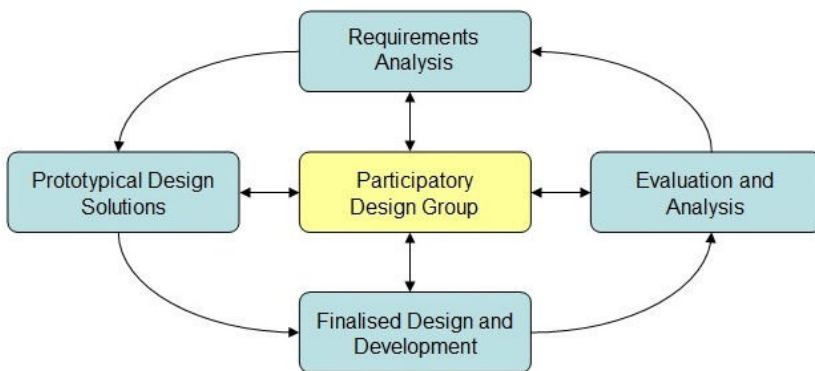 Requirements
Analysis
Prototypical Design
Solutions
Participatory
Design Group
Evaluation and
Analysis
Finalised Design and
Development